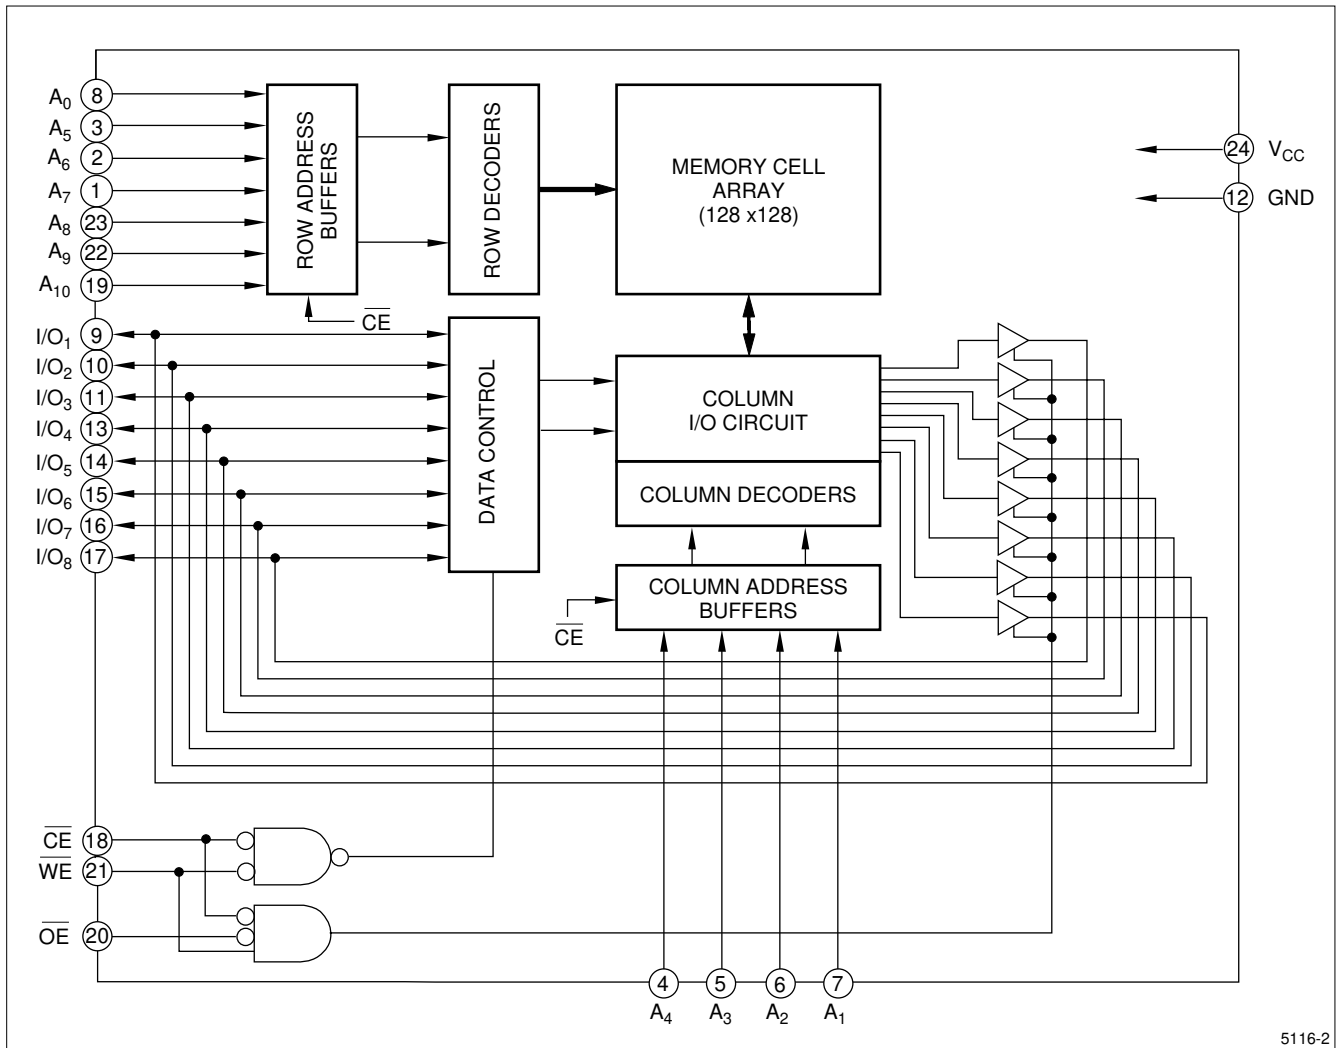 A0 8
A5 3
A6 2
A7 1
A8 23
A9 22
A10 19
ROW ADDRESS
BUFFERS
CE
ROW DECODERS
MEMORY CELL
ARRAY
(128 x128)
24 VCC
12 GND
I/O1 9
I/O2 10
I/O3 11
I/O4 13
I/O5 14
I/O6 15
I/O7 16
I/O8 17
DATA CONTROL
COLUMN
I/O CIRCUIT
COLUMN DECODERS
COLUMN ADDRESS
BUFFERS
CE
CE 18
WE 21
OE 20
4 5 6 7
A4 A3 A2 A1
5116-2